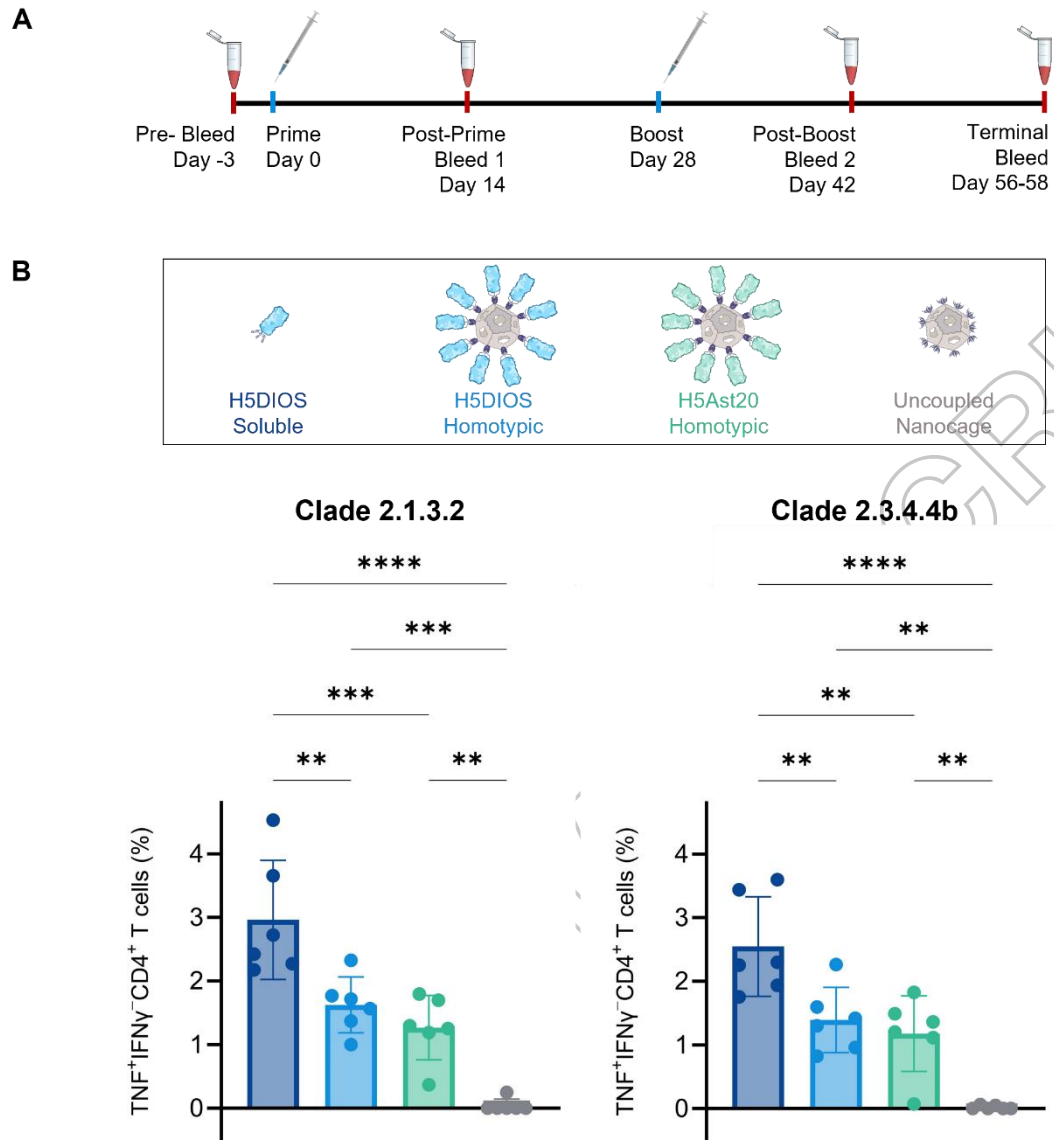 A
Pre- Bleed
Day -3
Prime
Day 0
Post-Prime
Bleed 1
Day 14
Boost
Day 28
Post-Boost
Bleed 2
Day 42
Terminal
Bleed
Day 56-58
B
H5DIOS
Soluble
H5DIOS
Homotypic
H5Ast20
Homotypic
Uncoupled
Nanocage
Clade 2.1.3.2
****
***
***
** **
TNF⁺IFNγ⁻CD4⁺ T cells (%)
4
3
2
1
0
Clade 2.3.4.4b
****
**
**
** **
TNF⁺IFNγ⁻CD4⁺ T cells (%)
4
3
2
1
0